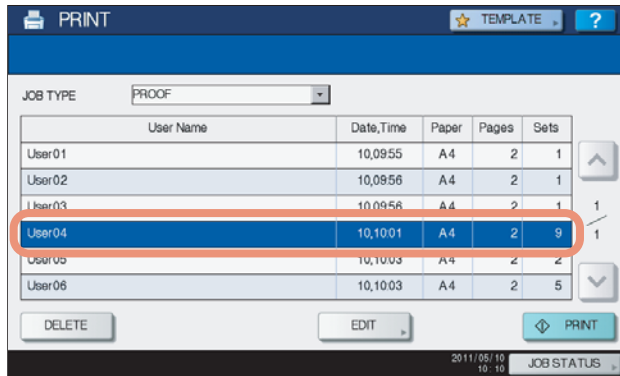 PRINT TEMPLATE ?
JOB TYPE PROOF
User Name Date,Time Paper Pages Sets
User01 10,09:55 A4 2 1
User02 10,09:56 A4 2 1
User03 10,09:56 A4 2 1
User04 10,10:01 A4 2 9
User05 10,10:03 A4 2 2
User06 10,10:03 A4 2 5
1
1
DELETE EDIT PRINT
2011/05/10
10:10
JOB STATUS